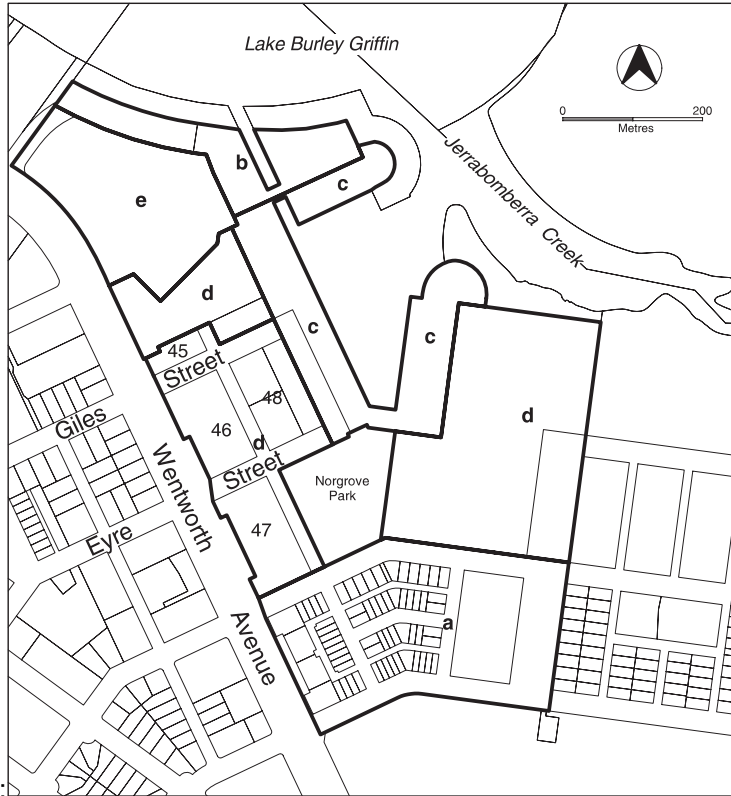 Lake Burley Griffin
0 200
Metres
Jerrabomberra Creek
b
c
e
d
c
c
45
Street
48
d
46
d
Giles
Wentworth
Street
Norgrove
Park
47
Eyre
a
Avenue
: